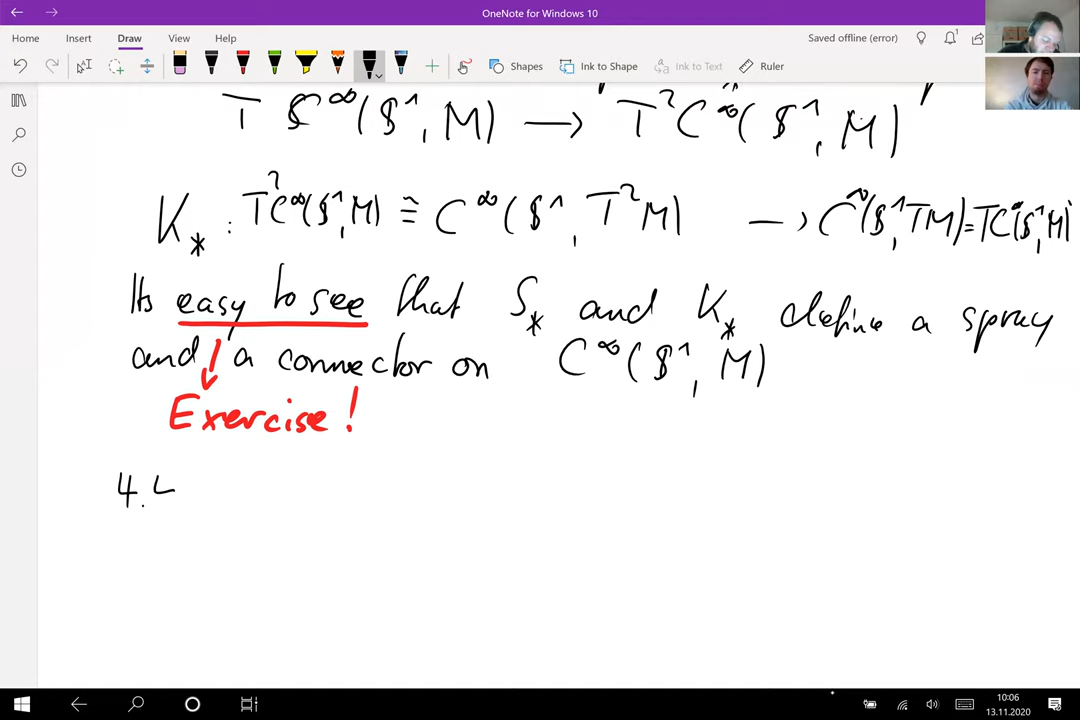 OneNote for Windows 10
Home Insert Draw View Help Saved offline (error)
Shapes Ink to Shape Ink to Text Ruler
T C^∞(S^1, M) → T^2 C^∞(S^1, M)
K_* : T^2 C^∞(S^1, M) ≅ C^∞(S^1, T^2 M) → C^∞(S^1, TM) = T C^∞(S^1, M)
Its easy to see that S_* and K_* define a spray
and a connector on C^∞(S^1, M)
Exercise!
4.4
10:06
13.11.2020